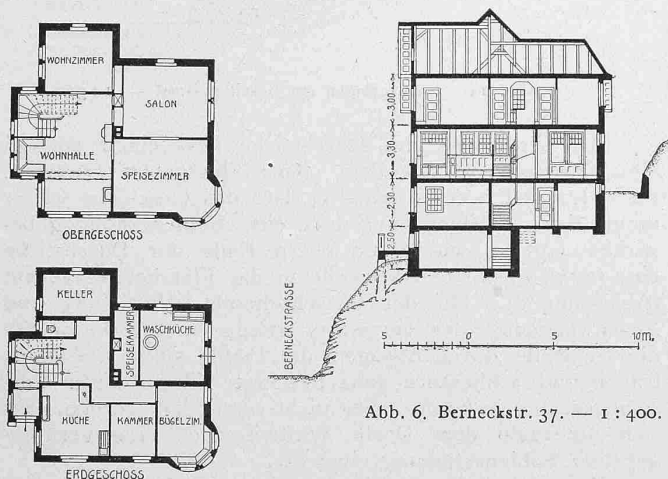 WOHNZIMMER
SALON
WOHNHALLE
SPEISEZIMMER
OBERGESCHOSS
KELLER
SPEISEKAMMER
WASCHKÜCHE
KÜCHE
KAMMER
BÜGELZIM.
ERDGESCHOSS
3,00
3,30
2,30
2,50
BERNECKSTRASSE
5 0 5 10m.
Abb. 6. Berneckstr. 37. — 1 : 400.